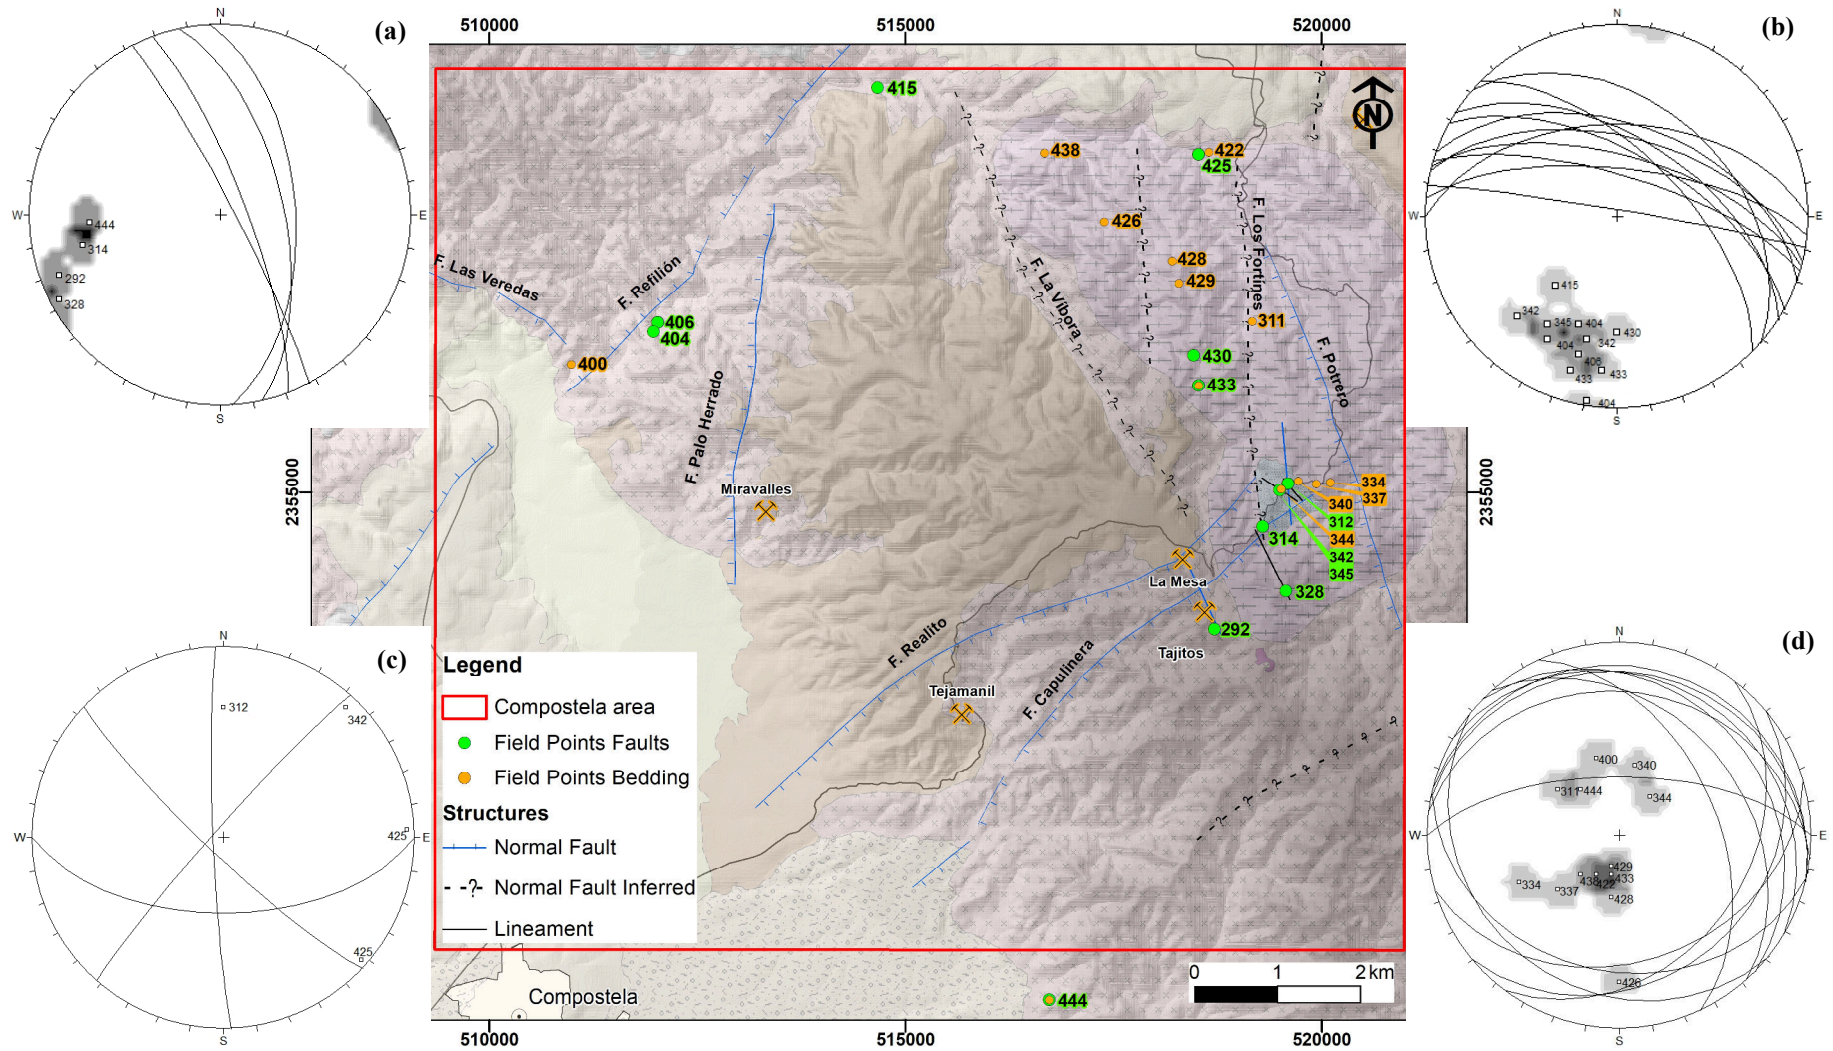 (a)
N
W
E
S
444
314
292
328
510000
515000
520000
(b)
N
W
E
S
415
342
345
404
430
404
342
406
433
433
404
N
415
438
422
425
426
428
429
311
430
433
406
404
400
F. Las Veredas
F. Refilión
F. Palo Herrado
F. La Víbora
F. Los Fortínes
F. Potrero
Miravalles
2355000
2355000
334
337
340
312
344
342
345
314
328
292
La Mesa
Tajitos
Tejamanil
F. Realito
F. Capulinera
Legend
Compostela area
Field Points Faults
Field Points Bedding
Structures
Normal Fault
- -?- Normal Fault Inferred
Lineament
Compostela
444
0 1 2 km
510000
515000
520000
(c)
N
W
E
S
312
342
425
425
(d)
N
W
E
S
400
340
311
444
344
429
438
422
433
334
337
428
426